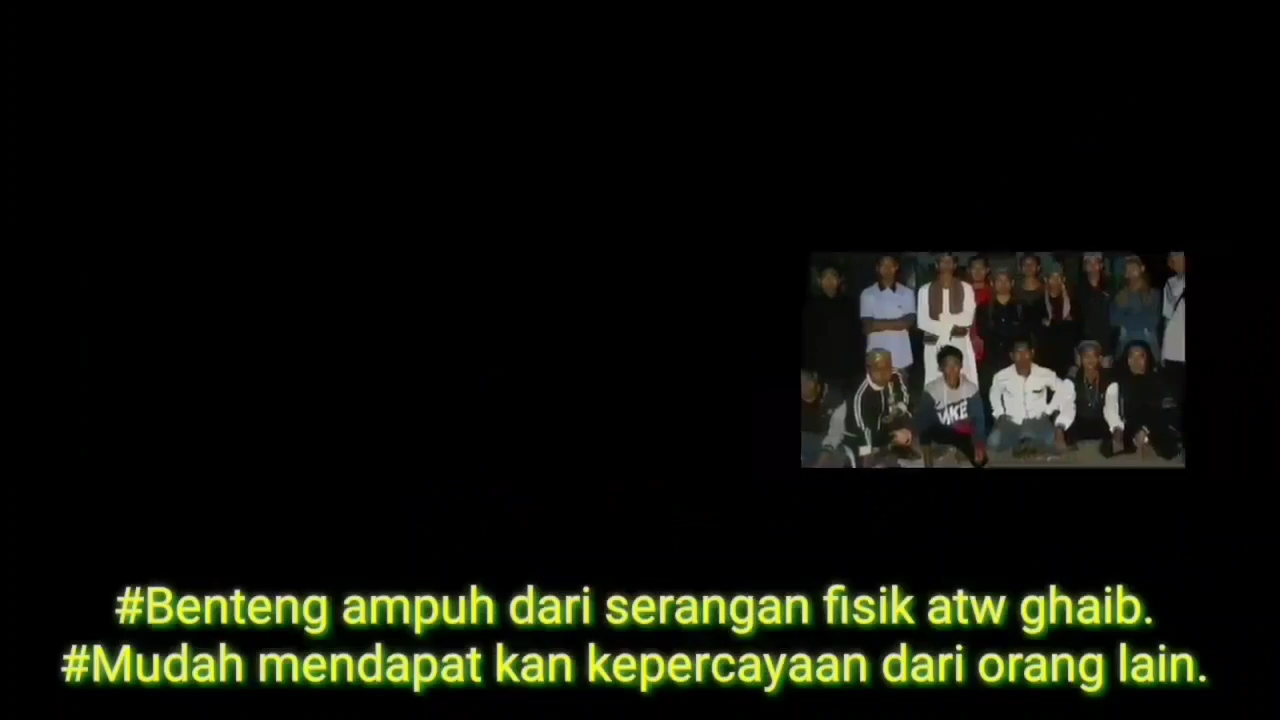 #Benteng ampuh dari serangan fisik atw ghaib.
#Mudah mendapat kan kepercayaan dari orang lain.